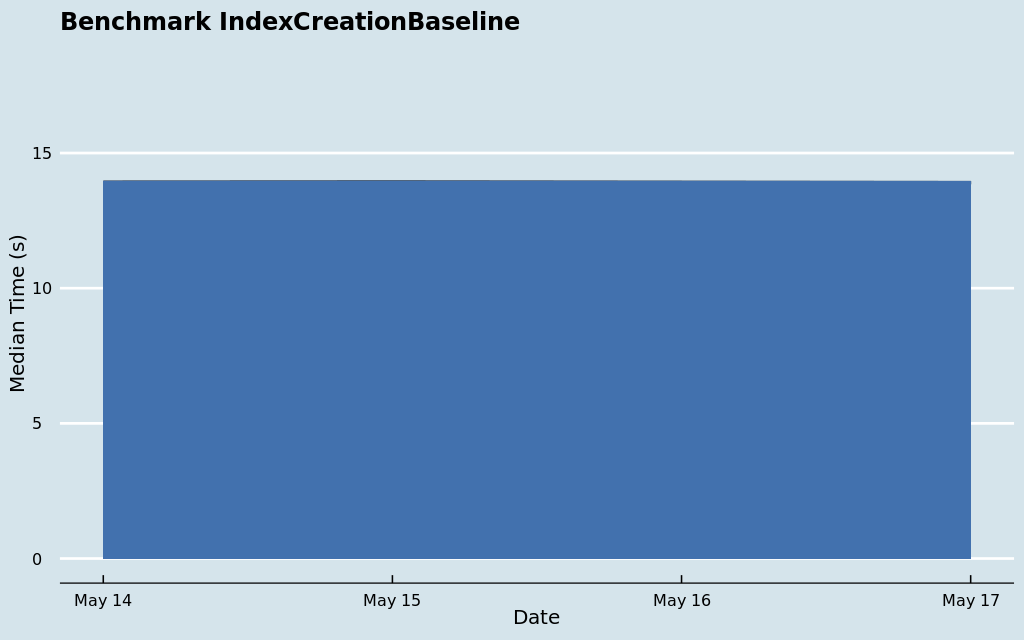 Benchmark IndexCreationBaseline
Median Time (s)
15
10
5
0
May 14
May 15
May 16
May 17
Date